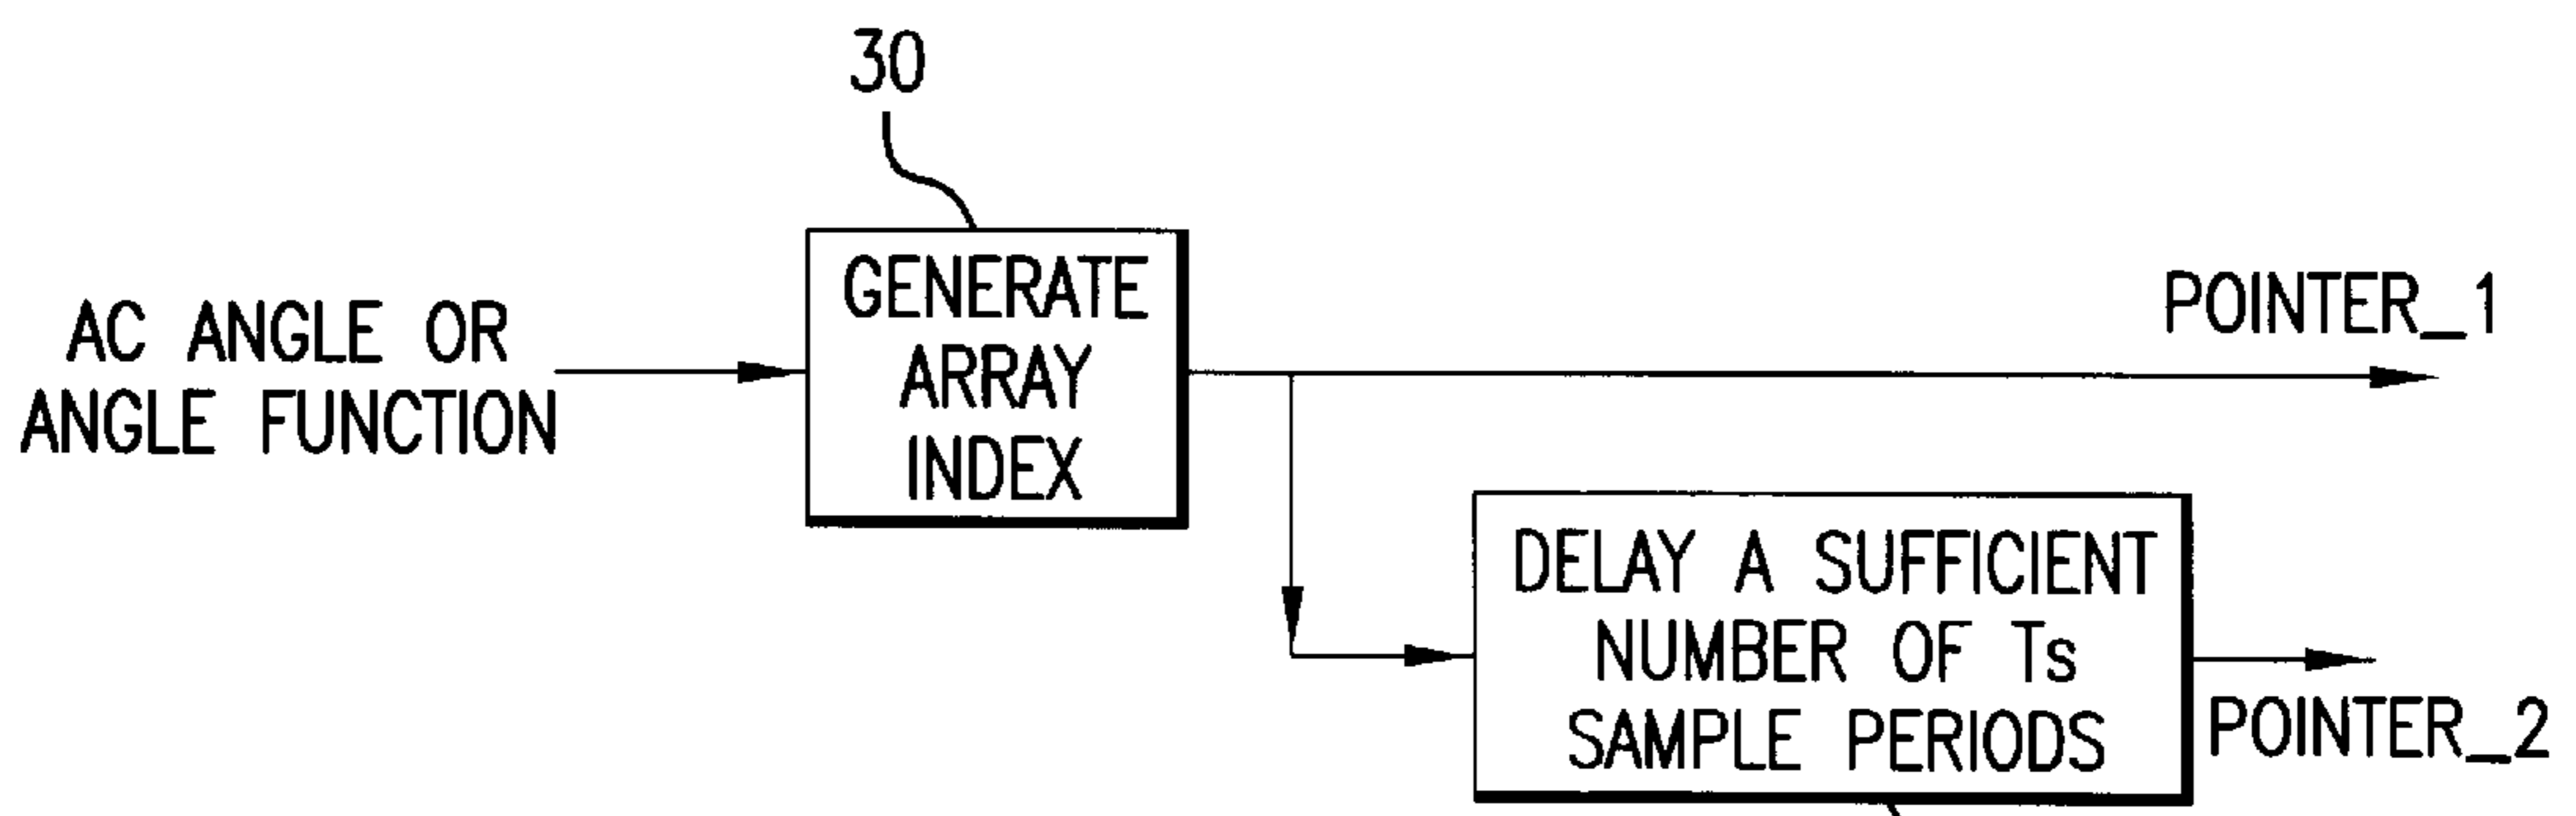 30
AC ANGLE OR
ANGLE FUNCTION
GENERATE
ARRAY
INDEX
POINTER_1
DELAY A SUFFICIENT
NUMBER OF Ts
SAMPLE PERIODS
POINTER_2